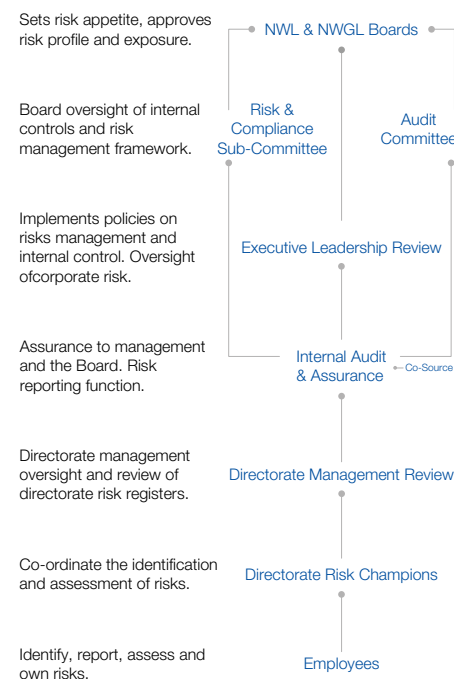 Sets risk appetite, approves
risk profile and exposure.
NWL & NWGL Boards
Board oversight of internal
controls and risk
management framework.
Risk &
Compliance
Sub-Committee
Audit
Committee
Implements policies on
risks management and
internal control. Oversight
ofcorporate risk.
Executive Leadership Review
Assurance to management
and the Board. Risk
reporting function.
Internal Audit
& Assurance
Co-Source
Directorate management
oversight and review of
directorate risk registers.
Directorate Management Review
Co-ordinate the identification
and assessment of risks.
Directorate Risk Champions
Identify, report, assess and
own risks.
Employees